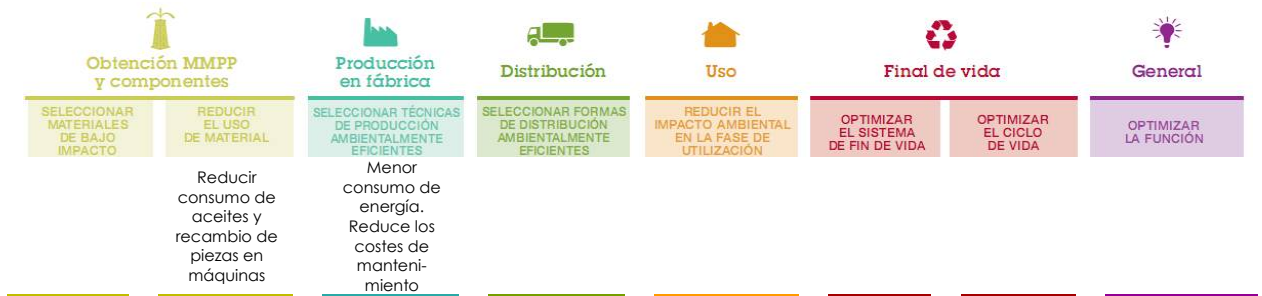 Obtención MMPP
y componentes
Producción
en fábrica
Distribución
Uso
Final de vida
General
SELECCIONAR
MATERIALES
DE BAJO
IMPACTO
REDUCIR
EL USO
DE MATERIAL
SELECCIONAR TÉCNICAS
DE PRODUCCIÓN
AMBIENTALMENTE
EFICIENTES
SELECCIONAR FORMAS
DE DISTRIBUCIÓN
AMBIENTALMENTE
EFICIENTES
REDUCIR EL
IMPACTO AMBIENTAL
EN LA FASE DE
UTILIZACIÓN
OPTIMIZAR
EL SISTEMA
DE FIN DE VIDA
OPTIMIZAR
EL CICLO
DE VIDA
OPTIMIZAR
LA FUNCIÓN
Reducir
consumo de
aceites y
recambio de
piezas en
máquinas
Menor
consumo de
energía.
Reduce los
costes de
manteni-
miento